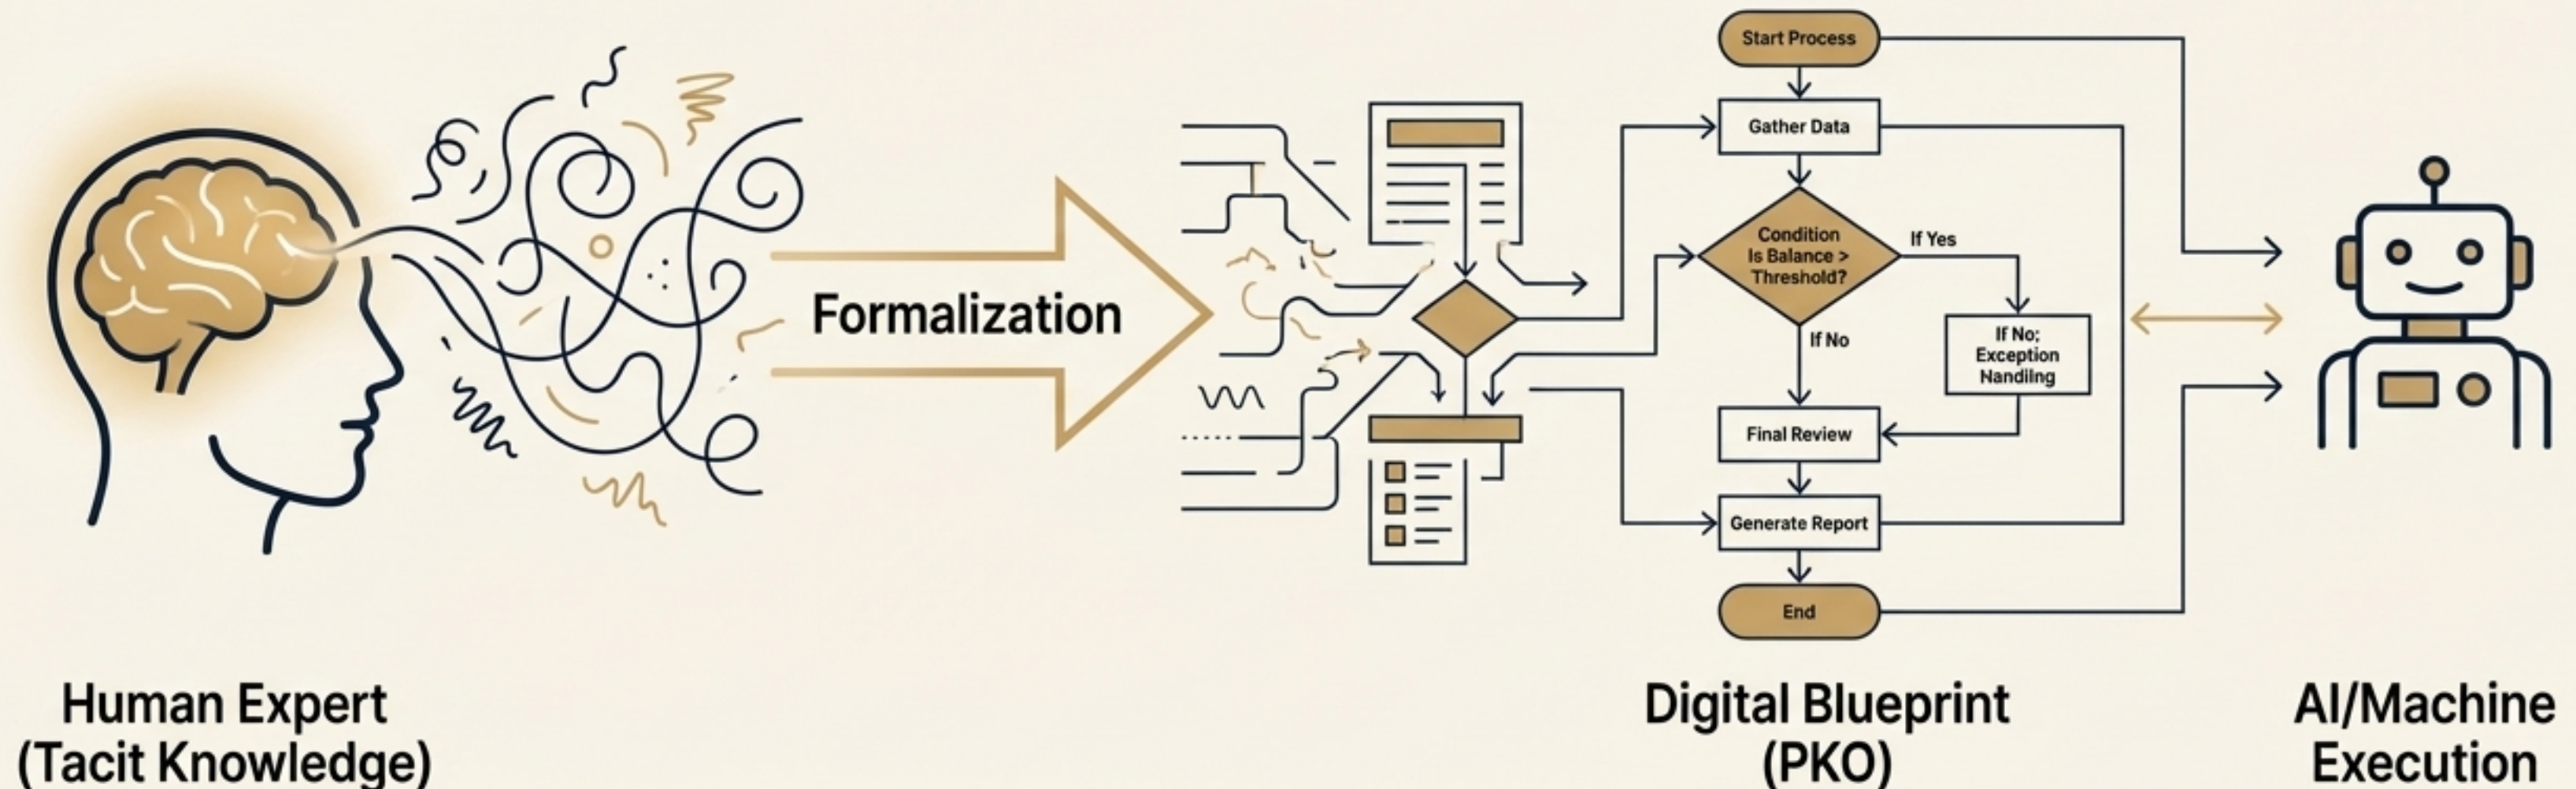 Start Process
Gather Data
Condition
Is Balance >
Threshold?
If Yes
If No
If No;
Exception
Nandiing
Final Review
Generate Report
End
Formalization
Human Expert
(Tacit Knowledge)
Digital Blueprint
(PKO)
AI/Machine
Execution